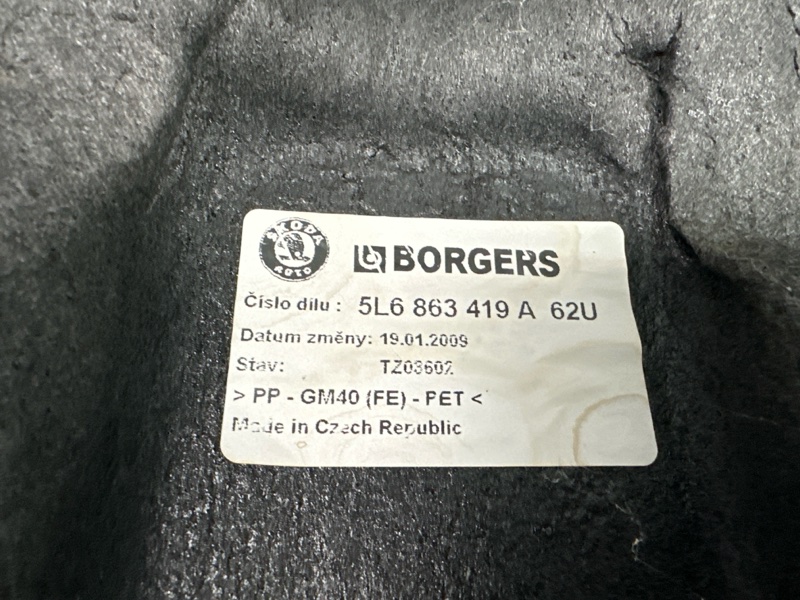 ŠKODA
AUTO
BORGERS
Číslo dílu : 5L6 863 419 A 62U
Datum změny: 19.01.2009
Stav: TZ03602
> PP - GM40 (FE) - PET <
Made in Czech Republic